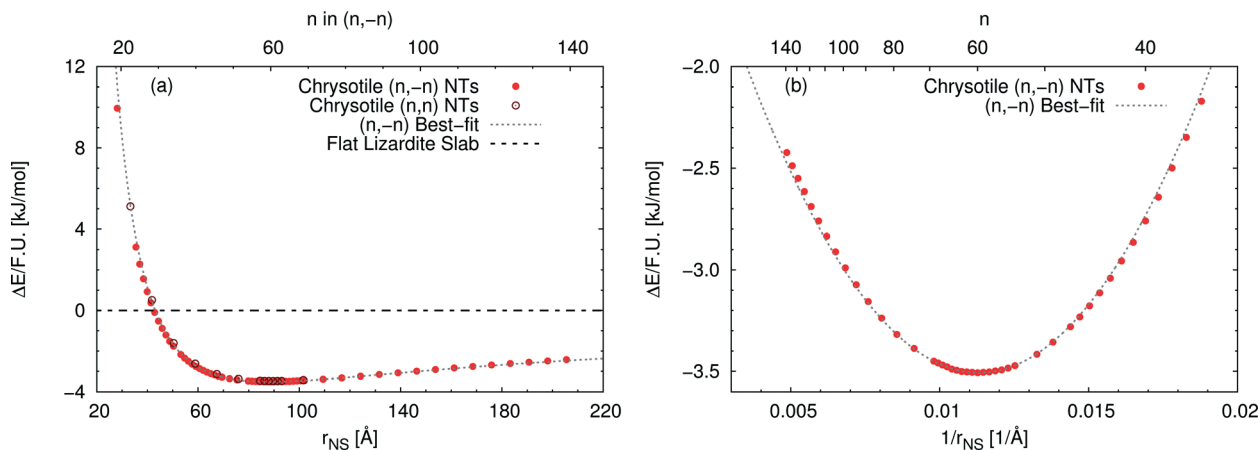 n in (n,−n)
20 60 100 140
(a)
Chrysotile (n,−n) NTs
Chrysotile (n,n) NTs
(n,−n) Best−fit
Flat Lizardite Slab
12
8
4
0
−4
ΔE/F.U. [kJ/mol]
20 60 100 140 180 220
rNS [Å]
n
140 100 80 60 40
Chrysotile (n,−n) NTs
(b)
(n,−n) Best−fit
−2.0
−2.5
−3.0
−3.5
ΔE/F.U. [kJ/mol]
0.005 0.01 0.015 0.02
1/rNS [1/Å]